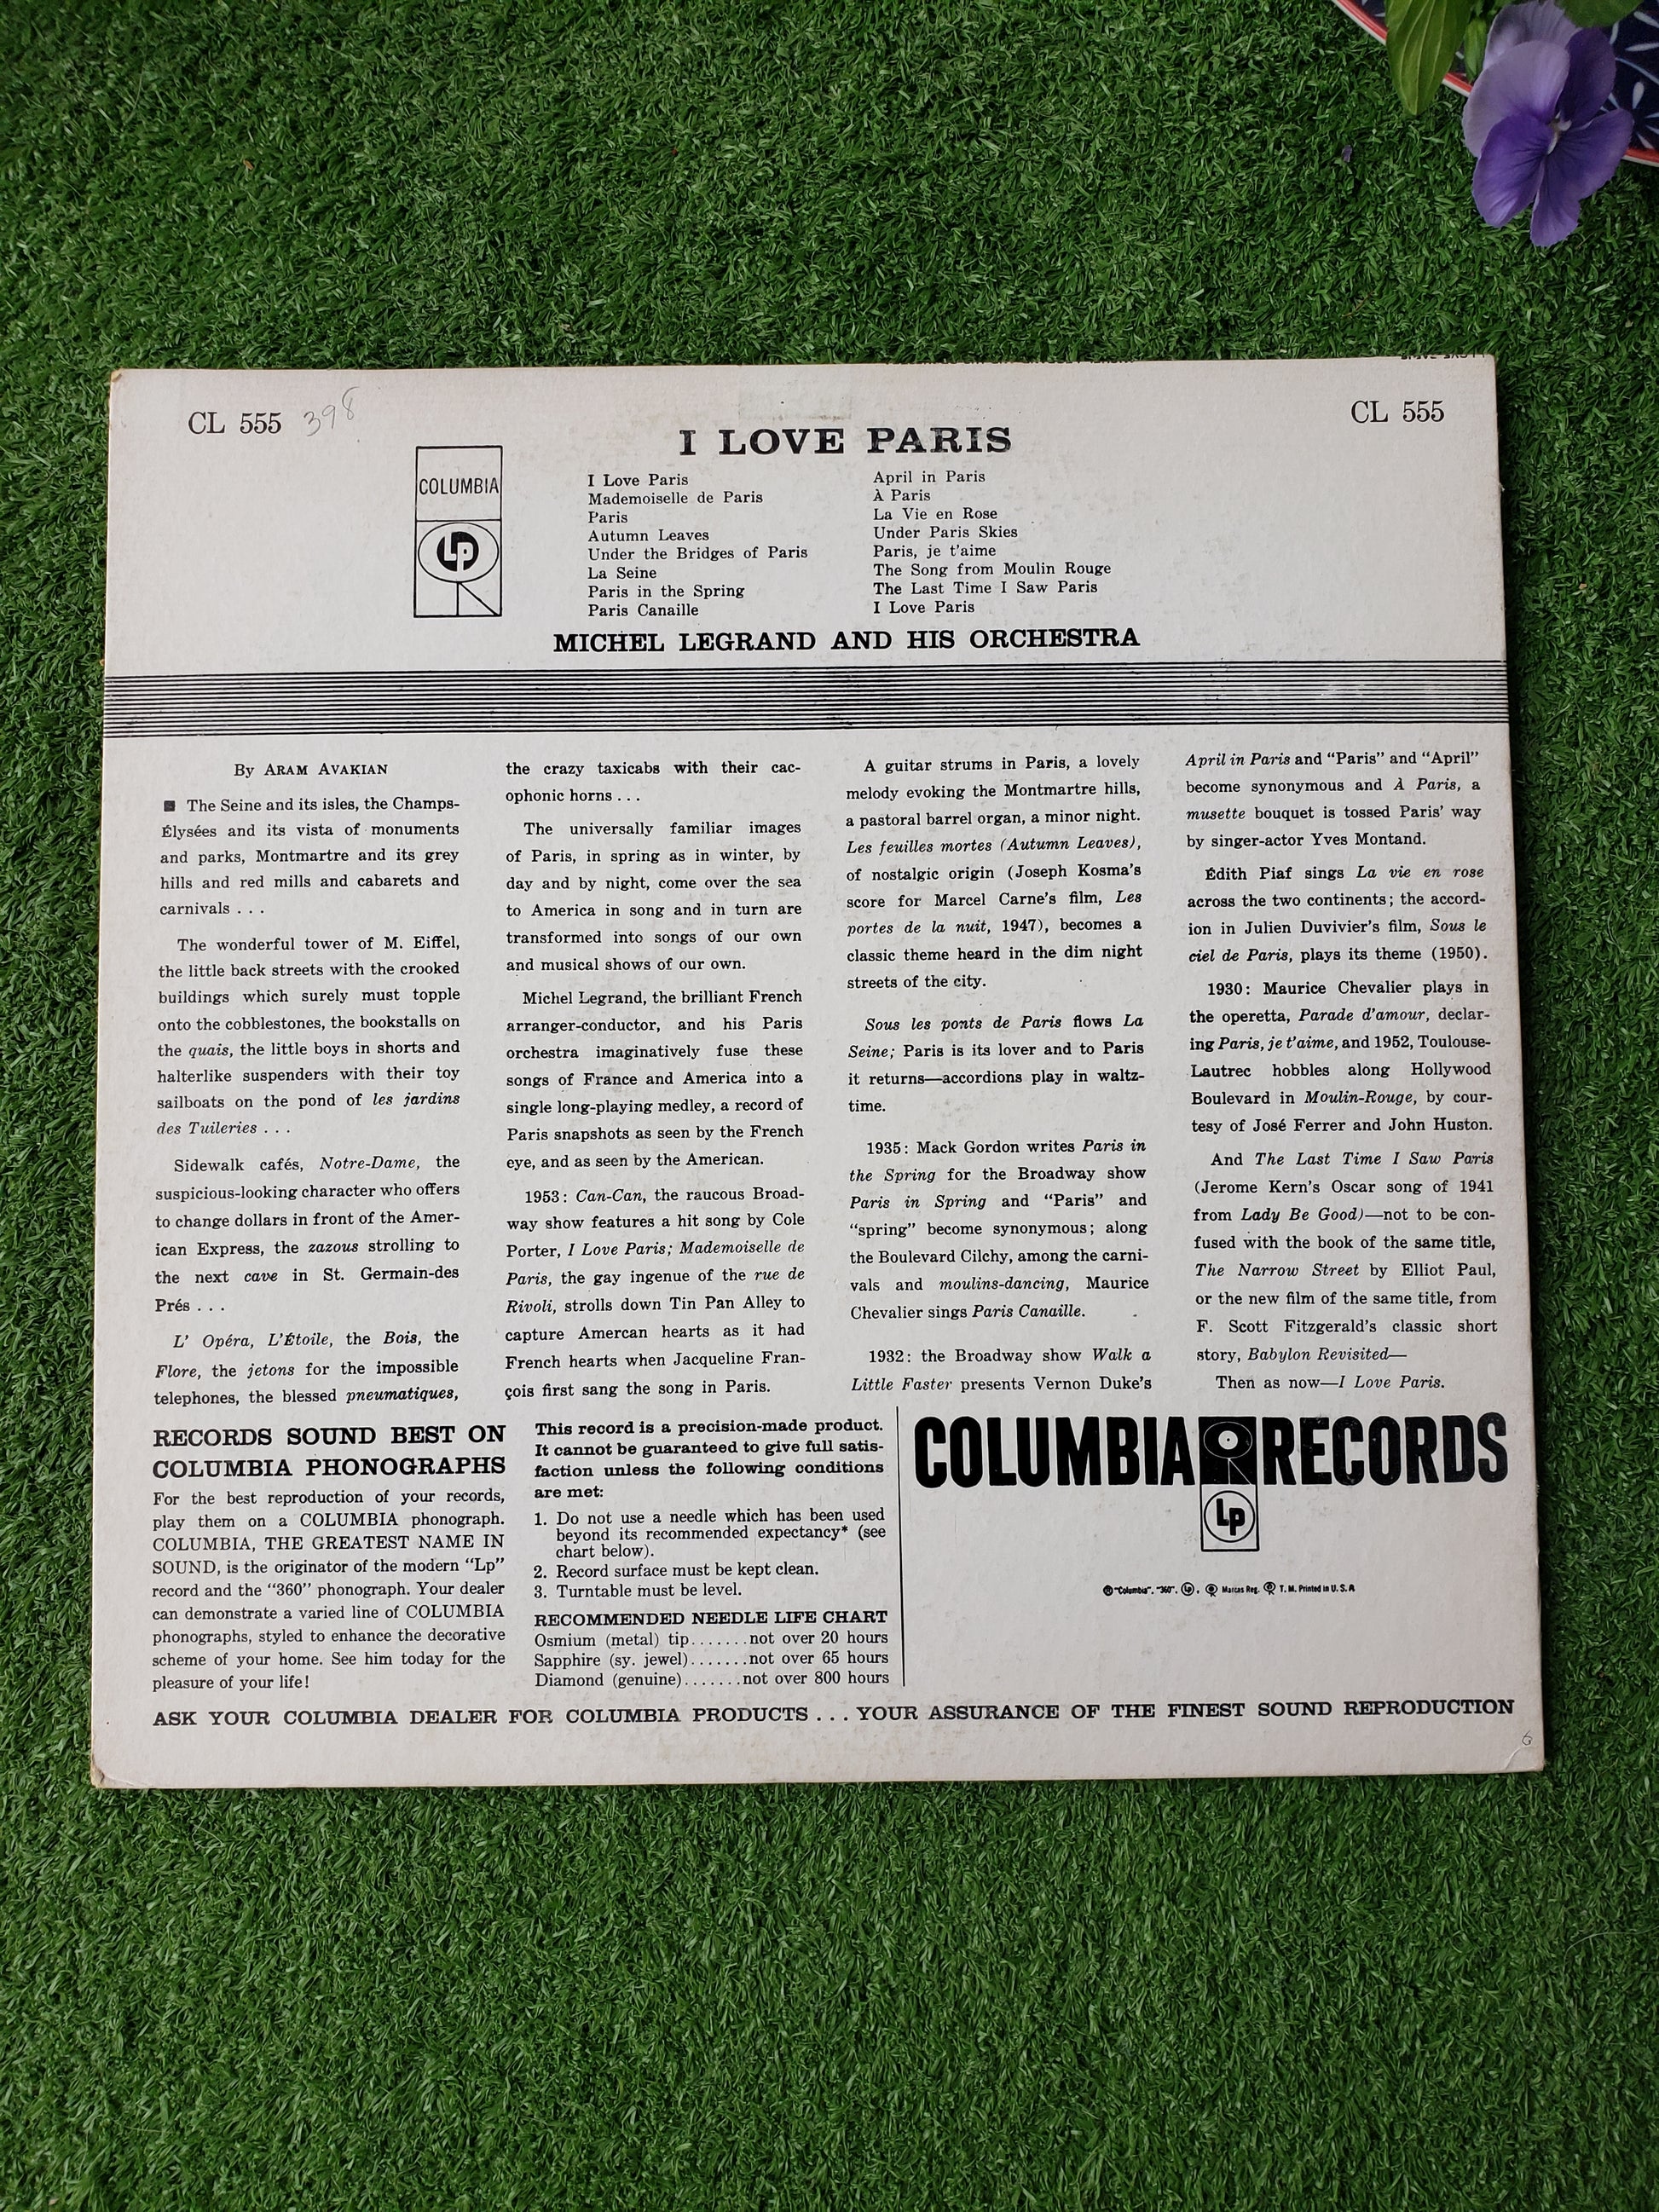 CL 555 398
CL 555
I LOVE PARIS
COLUMBIA
Lp
I Love Paris
Mademoiselle de Paris
Paris
Autumn Leaves
Under the Bridges of Paris
La Seine
Paris in the Spring
Paris Canaille
April in Paris
À Paris
La Vie en Rose
Under Paris Skies
Paris, je t'aime
The Song from Moulin Rouge
The Last Time I Saw Paris
I Love Paris
MICHEL LEGRAND AND HIS ORCHESTRA
By ARAM AVAKIAN
■ The Seine and its isles, the Champs-
Élysées and its vista of monuments
and parks, Montmartre and its grey
hills and red mills and cabarets and
carnivals . . .
The wonderful tower of M. Eiffel,
the little back streets with the crooked
buildings which surely must topple
onto the cobblestones, the bookstalls on
the quais, the little boys in shorts and
halterlike suspenders with their toy
sailboats on the pond of les jardins
des Tuileries . . .
Sidewalk cafés, Notre-Dame, the
suspicious-looking character who offers
to change dollars in front of the Amer-
ican Express, the zazous strolling to
the next cave in St. Germain-des
Prés . . .
L' Opéra, L'Étoile, the Bois, the
Flore, the jetons for the impossible
telephones, the blessed pneumatiques,
the crazy taxicabs with their cac-
ophonic horns . . .
The universally familiar images
of Paris, in spring as in winter, by
day and by night, come over the sea
to America in song and in turn are
transformed into songs of our own
and musical shows of our own.
Michel Legrand, the brilliant French
arranger-conductor, and his Paris
orchestra imaginatively fuse these
songs of France and America into a
single long-playing medley, a record of
Paris snapshots as seen by the French
eye, and as seen by the American.
1953: Can-Can, the raucous Broad-
way show features a hit song by Cole
Porter, I Love Paris; Mademoiselle de
Paris, the gay ingenue of the rue de
Rivoli, strolls down Tin Pan Alley to
capture Amercan hearts as it had
French hearts when Jacqueline Fran-
çois first sang the song in Paris.
A guitar strums in Paris, a lovely
melody evoking the Montmartre hills,
a pastoral barrel organ, a minor night.
Les feuilles mortes (Autumn Leaves),
of nostalgic origin (Joseph Kosma's
score for Marcel Carne's film, Les
portes de la nuit, 1947), becomes a
classic theme heard in the dim night
streets of the city.
Sous les ponts de Paris flows La
Seine; Paris is its lover and to Paris
it returns—accordions play in waltz-
time.
1935: Mack Gordon writes Paris in
the Spring for the Broadway show
Paris in Spring and "Paris" and
"spring" become synonymous; along
the Boulevard Cilchy, among the carni-
vals and moulins-dancing, Maurice
Chevalier sings Paris Canaille.
1932: the Broadway show Walk a
Little Faster presents Vernon Duke's
April in Paris and "Paris" and "April"
become synonymous and À Paris, a
musette bouquet is tossed Paris' way
by singer-actor Yves Montand.
Édith Piaf sings La vie en rose
across the two continents; the accord-
ion in Julien Duvivier's film, Sous le
ciel de Paris, plays its theme (1950).
1930: Maurice Chevalier plays in
the operetta, Parade d'amour, declar-
ing Paris, je t'aime, and 1952, Toulouse-
Lautrec hobbles along Hollywood
Boulevard in Moulin-Rouge, by cour-
tesy of José Ferrer and John Huston.
And The Last Time I Saw Paris
(Jerome Kern's Oscar song of 1941
from Lady Be Good)—not to be con-
fused with the book of the same title,
The Narrow Street by Elliot Paul,
or the new film of the same title, from
F. Scott Fitzgerald's classic short
story, Babylon Revisited—
Then as now—I Love Paris.
RECORDS SOUND BEST ON
COLUMBIA PHONOGRAPHS
For the best reproduction of your records,
play them on a COLUMBIA phonograph.
COLUMBIA, THE GREATEST NAME IN
SOUND, is the originator of the modern "Lp"
record and the "360" phonograph. Your dealer
can demonstrate a varied line of COLUMBIA
phonographs, styled to enhance the decorative
scheme of your home. See him today for the
pleasure of your life!
This record is a precision-made product.
It cannot be guaranteed to give full satis-
faction unless the following conditions
are met:
1. Do not use a needle which has been used
beyond its recommended expectancy* (see
chart below).
2. Record surface must be kept clean.
3. Turntable must be level.
RECOMMENDED NEEDLE LIFE CHART
Osmium (metal) tip.......not over 20 hours
Sapphire (sy. jewel).......not over 65 hours
Diamond (genuine).......not over 800 hours
COLUMBIA RECORDS
Lp
® "Columbia", "360", Lp, Marcas Reg. T. M. Printed in U. S. A
ASK YOUR COLUMBIA DEALER FOR COLUMBIA PRODUCTS . . . YOUR ASSURANCE OF THE FINEST SOUND REPRODUCTION
6